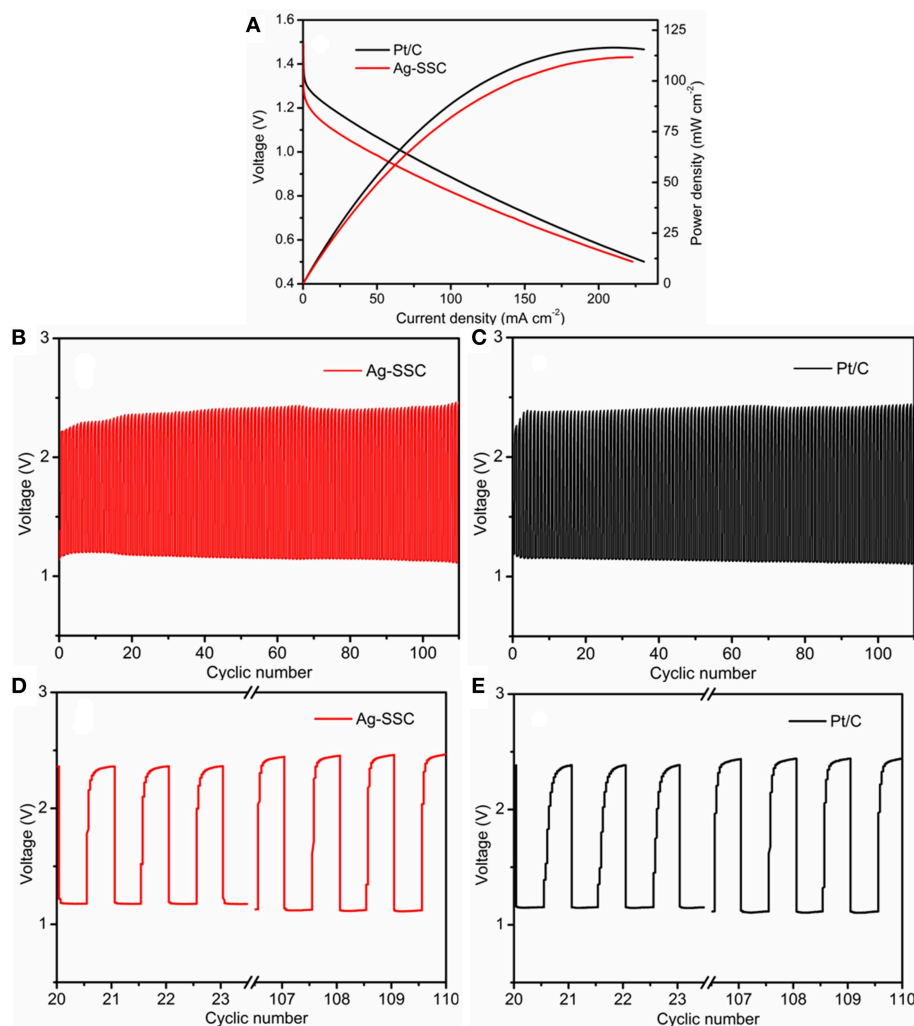 A
Pt/C
Ag-SSC
Voltage (V)
1.6
1.4
1.2
1.0
0.8
0.6
0.4
Power density (mW cm-2)
125
100
75
50
25
0
0 50 100 150 200
Current density (mA cm-2)
B
Ag-SSC
Voltage (V)
3
2
1
0 20 40 60 80 100
Cyclic number
C
Pt/C
Voltage (V)
3
2
1
0 20 40 60 80 100
Cyclic number
D
Ag-SSC
Voltage (V)
3
2
1
20 21 22 23 107 108 109 110
Cyclic number
E
Pt/C
Voltage (V)
3
2
1
20 21 22 23 107 108 109 110
Cyclic number